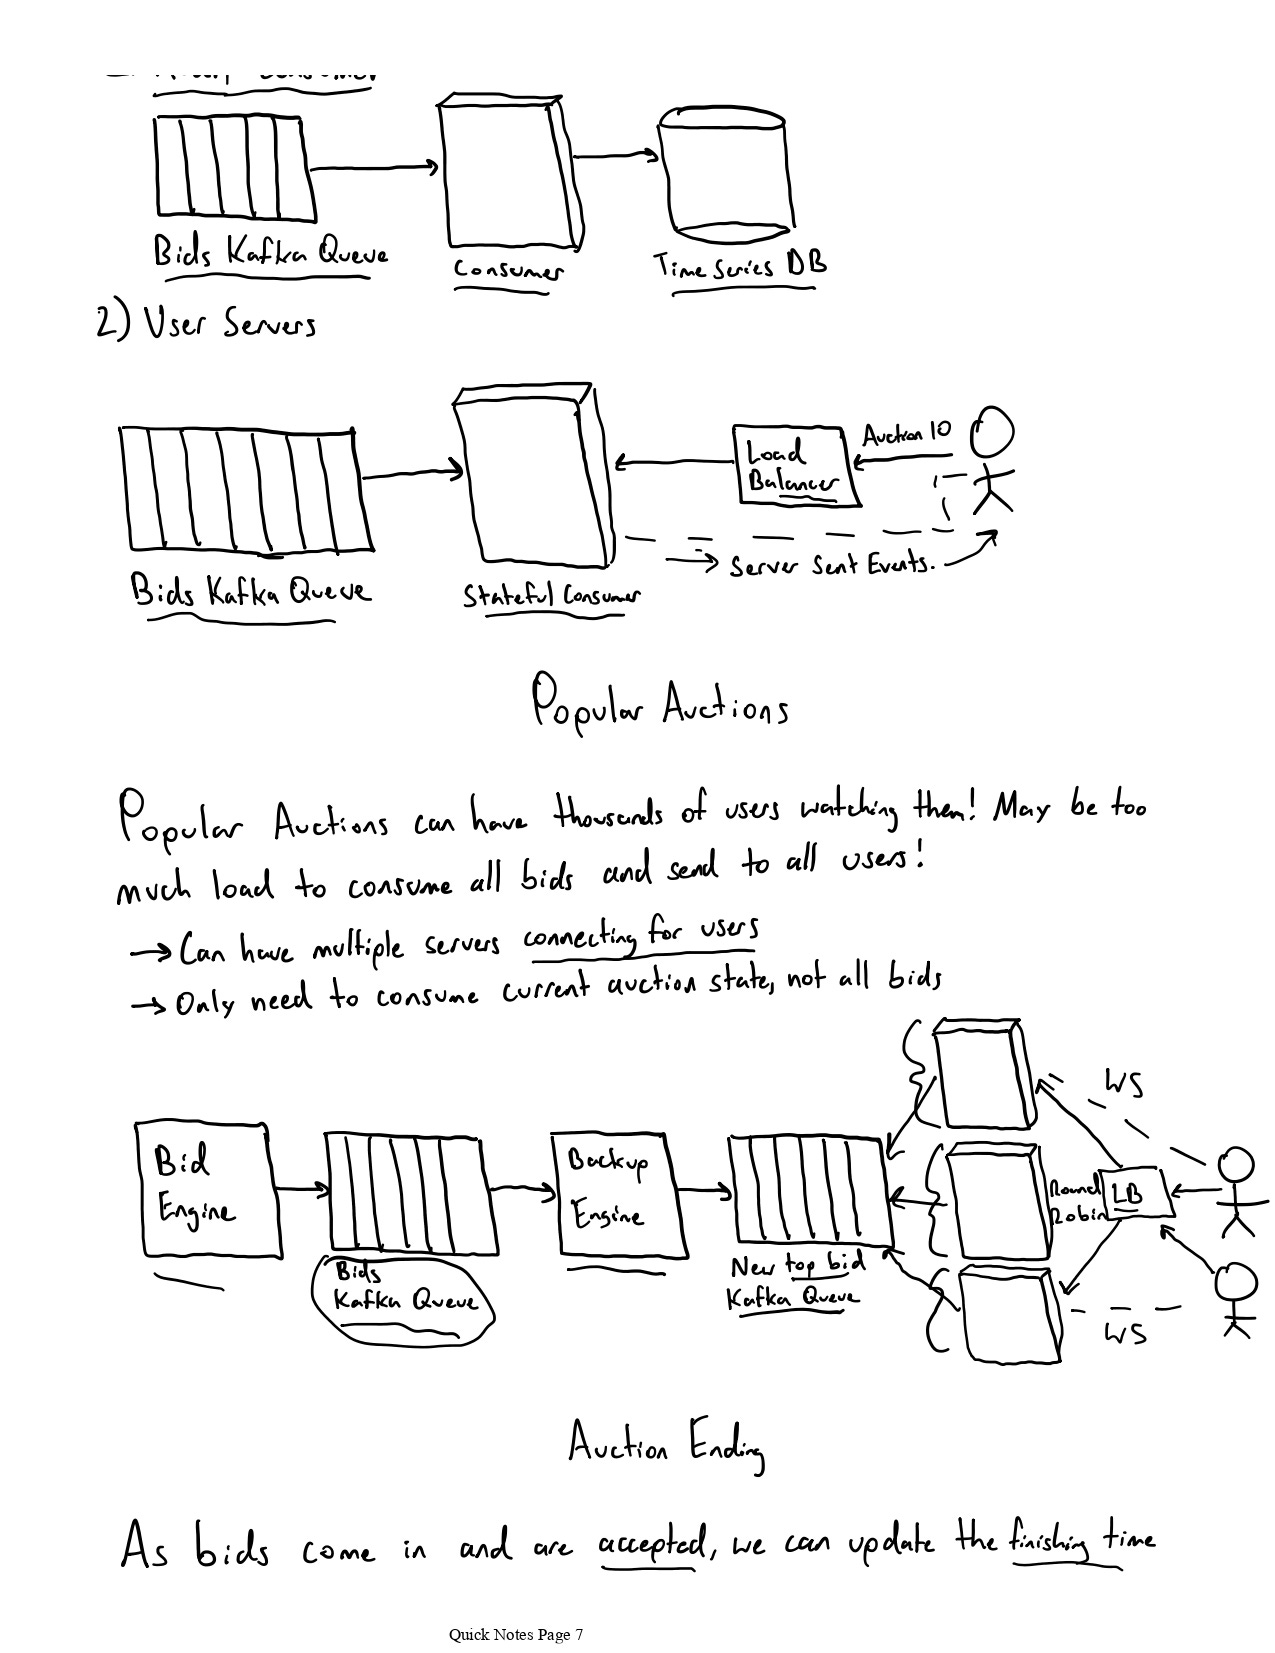 Consumer
Bids Kafka Queue
Consumer
Time Series DB
2) User Servers
Load
Balancer
Auction 10
Server Sent Events.
Bids Kafka Queue
Stateful Consumer
Popular Auctions
Popular Auctions can have thousands of users watching them! May be too
much load to consume all bids and send to all users!
→ Can have multiple servers connecting for users
→ Only need to consume current auction state, not all bids
Bid
Engine
Bids
Kafka Queue
Backup
Engine
New top bid
Kafka Queue
Round
Robin
LB
WS
WS
Auction Ending
As bids come in and are accepted, we can update the finishing time
Quick Notes Page 7